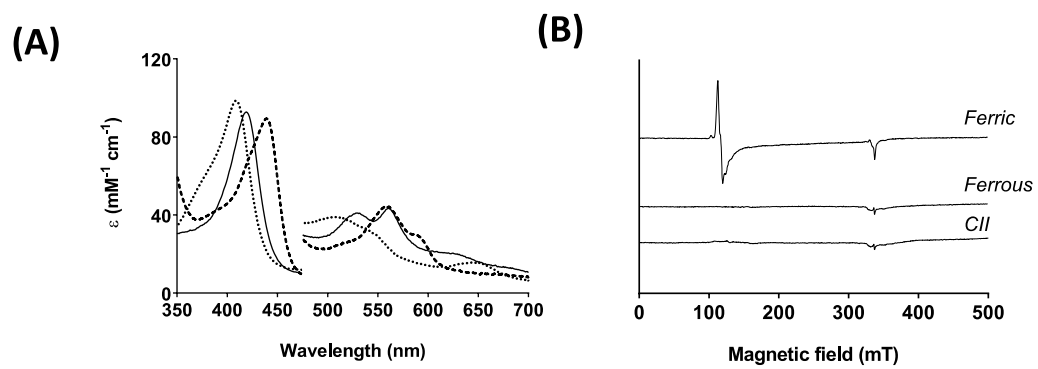 (A)
120
80
40
0
ε (mM⁻¹ cm⁻¹)
350 400 450 500 550 600 650 700
Wavelength (nm)
(B)
Ferric
Ferrous
CII
0 100 200 300 400 500
Magnetic field (mT)